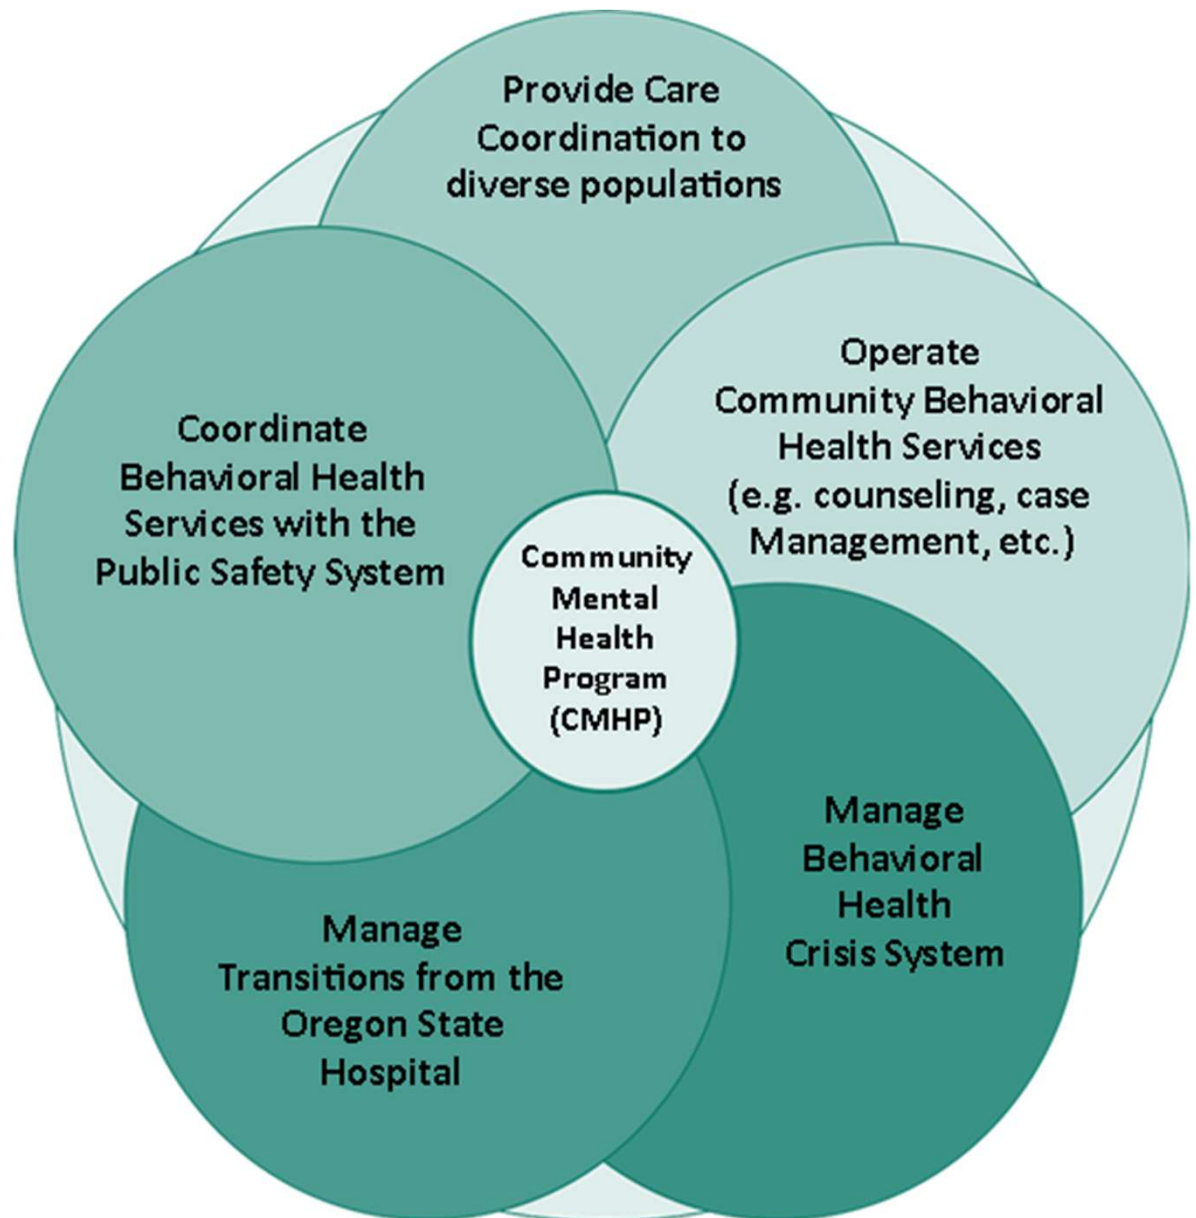 Provide Care
Coordination to
diverse populations
Operate
Community Behavioral
Health Services
(e.g. counseling, case
Management, etc.)
Coordinate
Behavioral Health
Services with the
Public Safety System
Community
Mental
Health
Program
(CMHP)
Manage
Behavioral
Health
Crisis System
Manage
Transitions from the
Oregon State
Hospital